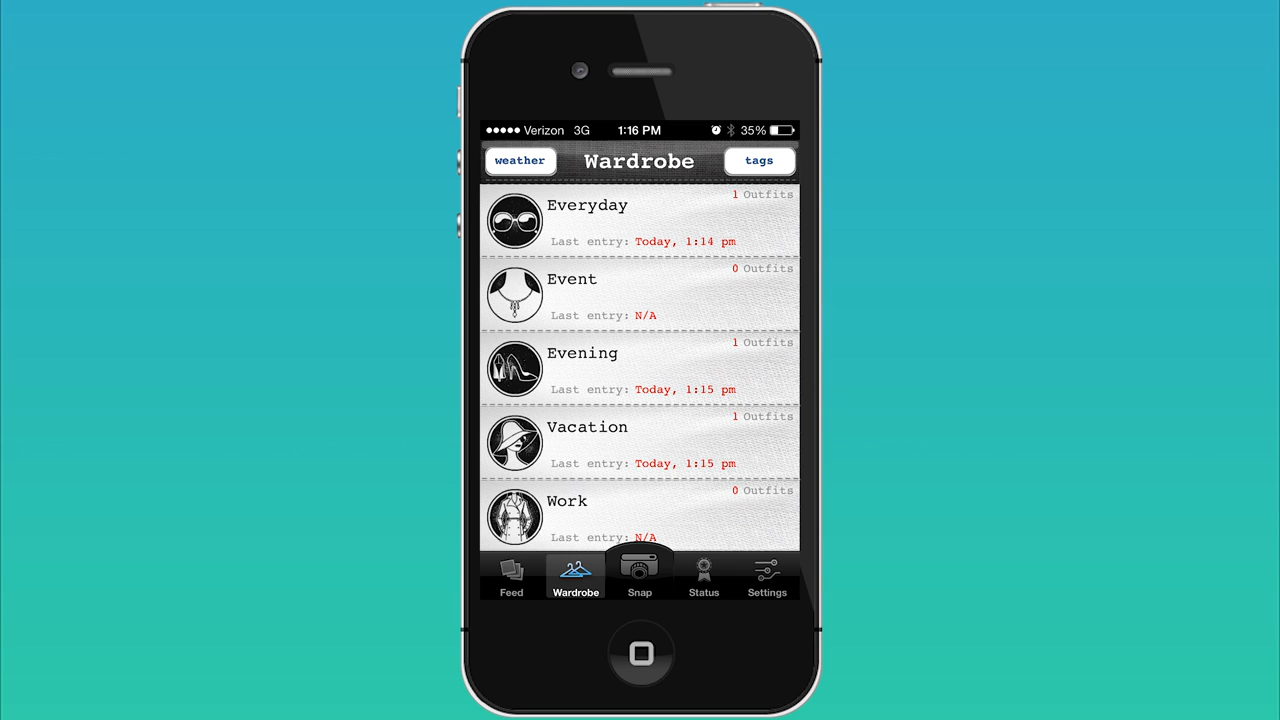 Verizon 3G 1:16 PM 35%
weather Wardrobe tags
1 Outfits
Everyday
Last entry: Today, 1:14 pm
0 Outfits
Event
Last entry: N/A
1 Outfits
Evening
Last entry: Today, 1:15 pm
1 Outfits
Vacation
Last entry: Today, 1:15 pm
0 Outfits
Work
Last entry: N/A
Feed Wardrobe Snap Status Settings